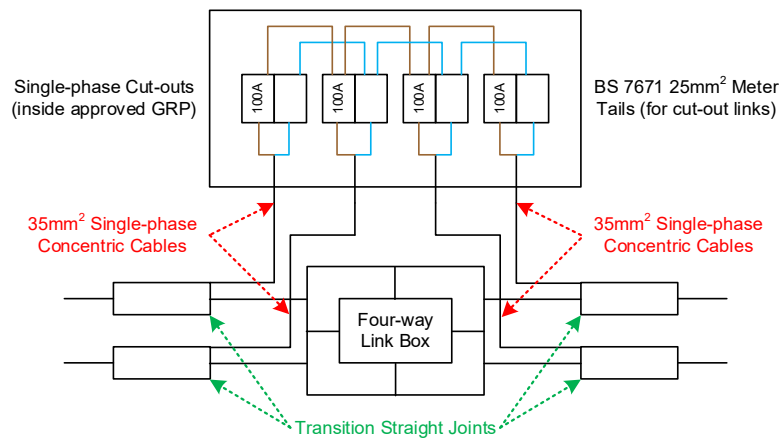 Single-phase Cut-outs
(inside approved GRP)
100A
100A
100A
100A
BS 7671 25mm² Meter
Tails (for cut-out links)
35mm² Single-phase
Concentric Cables
35mm² Single-phase
Concentric Cables
Four-way
Link Box
Transition Straight Joints